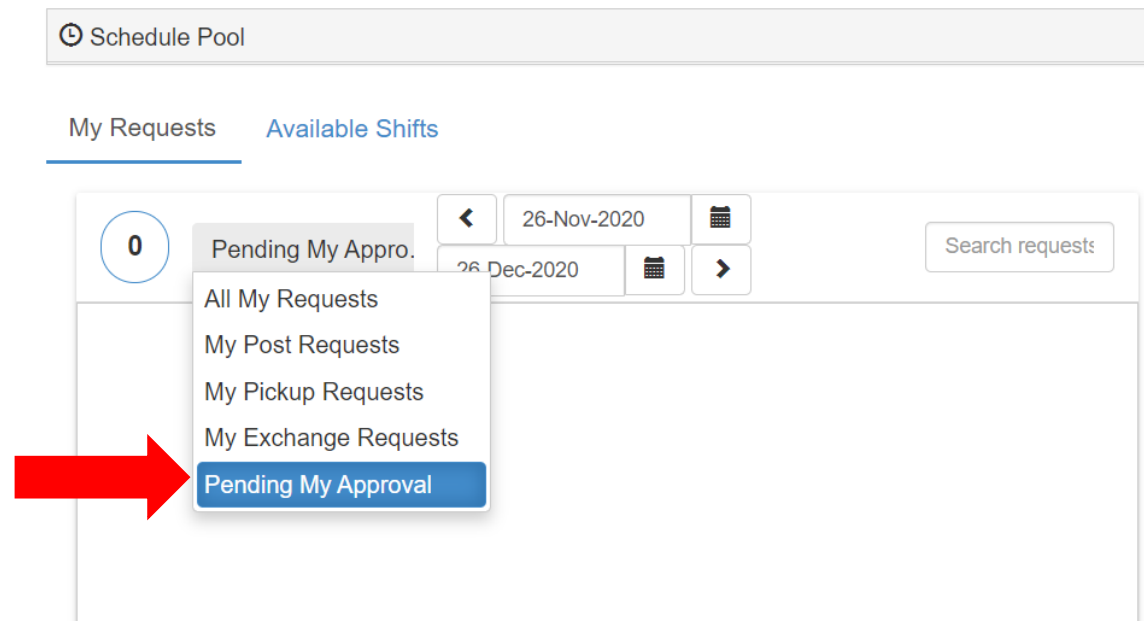 Schedule Pool
My Requests Available Shifts
0 Pending My Appro. 26-Nov-2020 Search requests
26-Dec-2020
All My Requests
My Post Requests
My Pickup Requests
My Exchange Requests
Pending My Approval